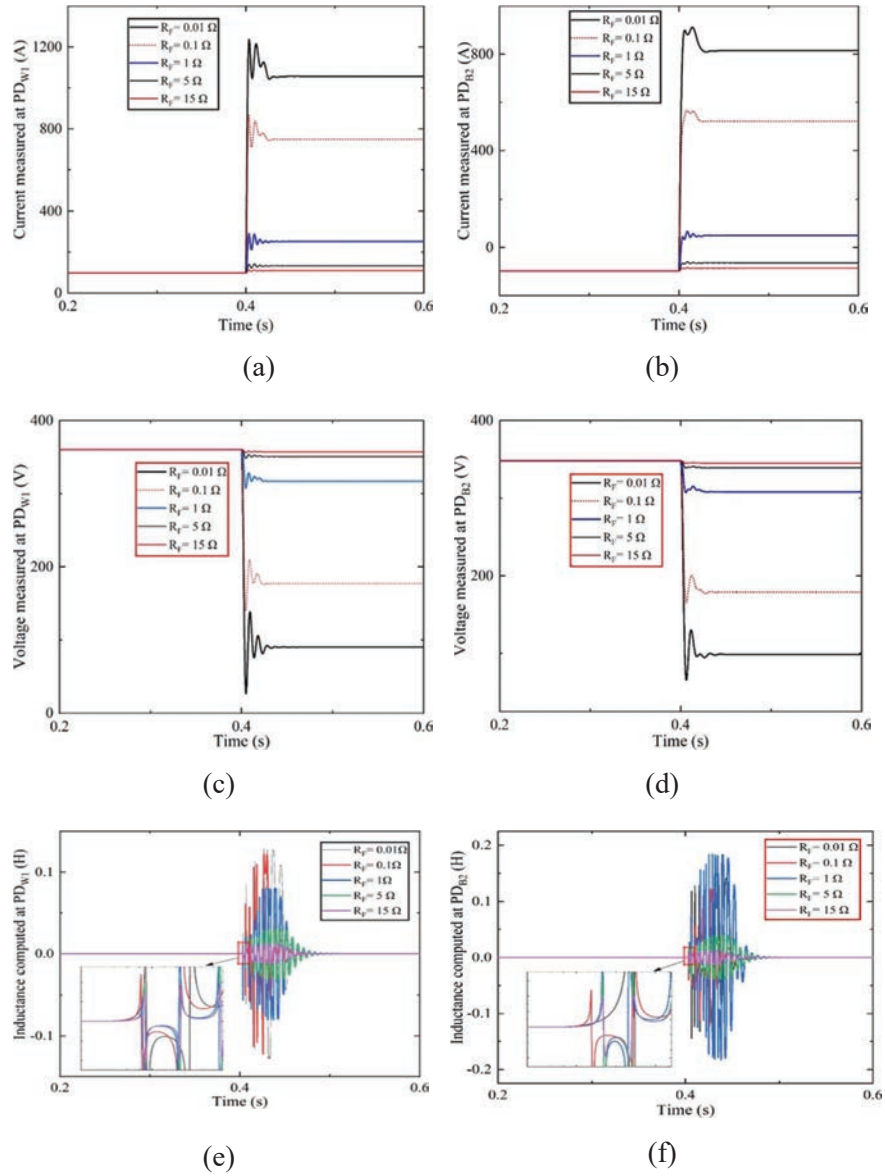 Current measured at PD_W1 (A)
1200
800
400
0
R_F= 0.01 Ω
R_F= 0.1 Ω
R_F= 1 Ω
R_F= 5 Ω
R_F= 15 Ω
0.2
0.4
0.6
Time (s)
(a)
Current measured at PD_B2 (A)
800
400
0
R_F= 0.01 Ω
R_F= 0.1 Ω
R_F= 1 Ω
R_F= 5 Ω
R_F= 15 Ω
0.2
0.4
0.6
Time (s)
(b)
Voltage measured at PD_W1 (V)
400
200
0
R_F= 0.01 Ω
R_F= 0.1 Ω
R_F= 1 Ω
R_F= 5 Ω
R_F= 15 Ω
0.2
0.4
0.6
Time (s)
(c)
Voltage measured at PD_B2 (V)
400
200
R_F= 0.01 Ω
R_F= 0.1 Ω
R_F= 1 Ω
R_F= 5 Ω
R_F= 15 Ω
0.2
0.4
0.6
Time (s)
(d)
Inductance computed at PD_W1 (H)
0.1
0.0
-0.1
R_F= 0.01Ω
R_F= 0.1Ω
R_F= 1Ω
R_F= 5 Ω
R_F= 15 Ω
0.2
0.4
0.6
Time (s)
(e)
Inductance computed at PD_B2 (H)
0.2
0.1
0.0
-0.1
-0.2
R_F= 0.01 Ω
R_F= 0.1 Ω
R_F= 1 Ω
R_F= 5 Ω
R_F= 15 Ω
0.2
0.4
0.6
Time (s)
(f)